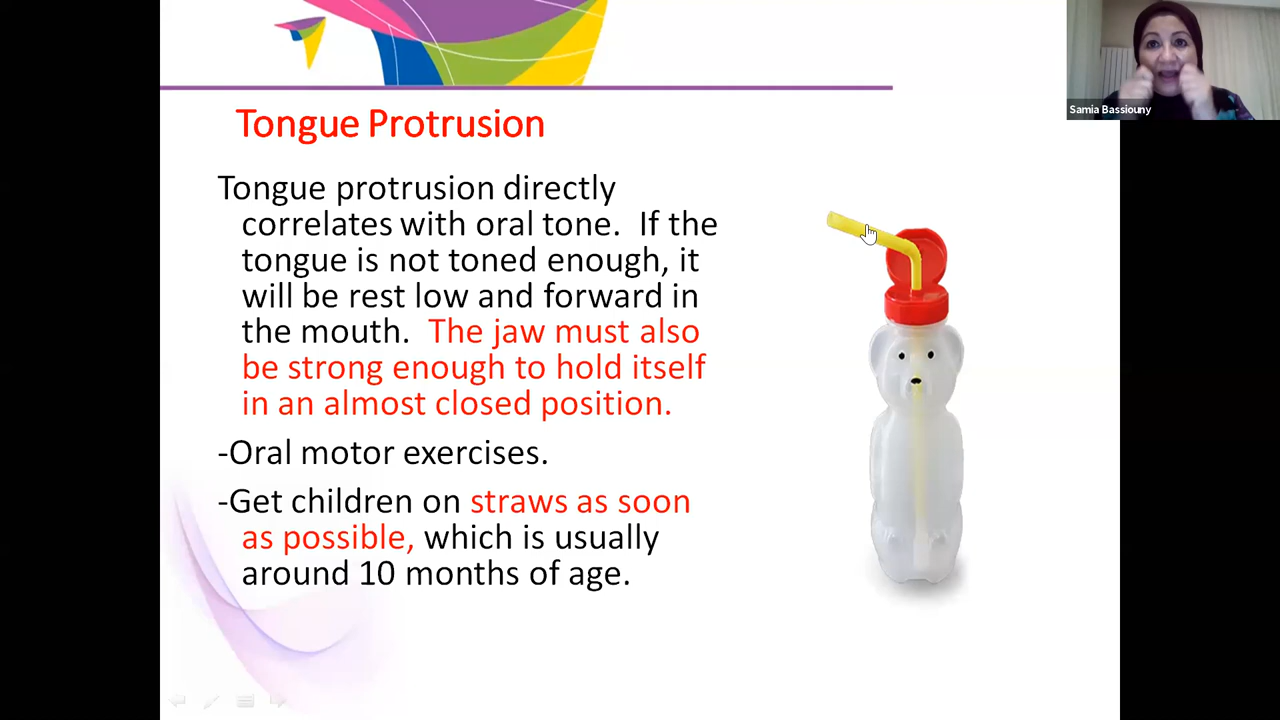 Samia Bassiouny
Tongue Protrusion
Tongue protrusion directly
correlates with oral tone.  If the
tongue is not toned enough, it
will be rest low and forward in
the mouth.  The jaw must also
be strong enough to hold itself
in an almost closed position.
-Oral motor exercises.
-Get children on straws as soon
as possible, which is usually
around 10 months of age.